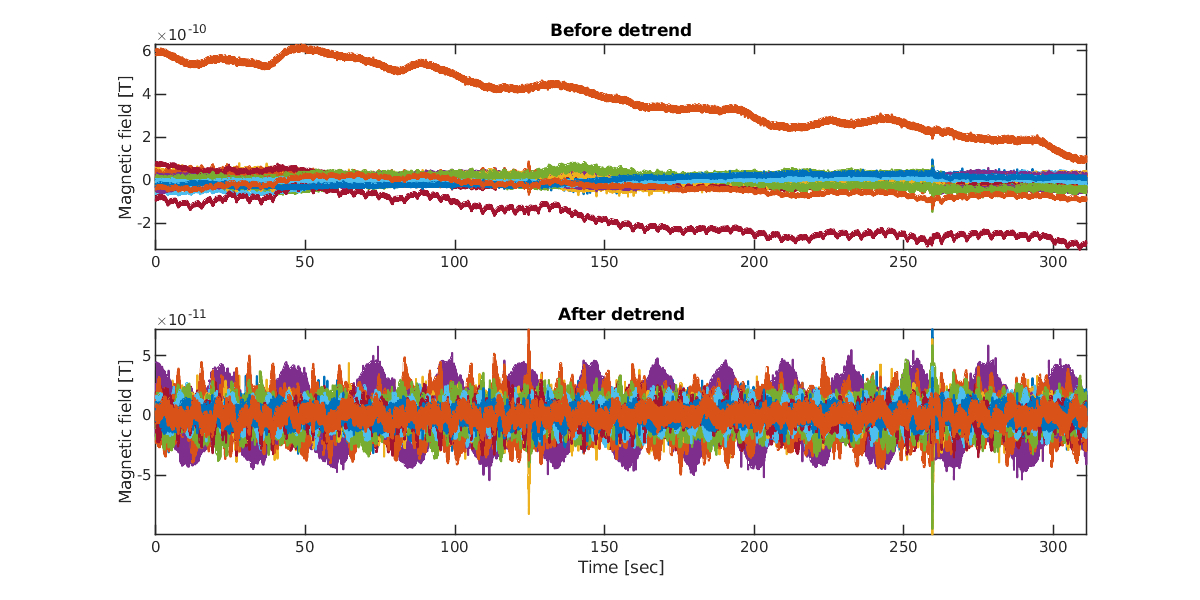 Before detrend
×10^-10
Magnetic field [T]
6
4
2
0
-2
0 50 100 150 200 250 300
After detrend
×10^-11
Magnetic field [T]
5
0
-5
0 50 100 150 200 250 300
Time [sec]